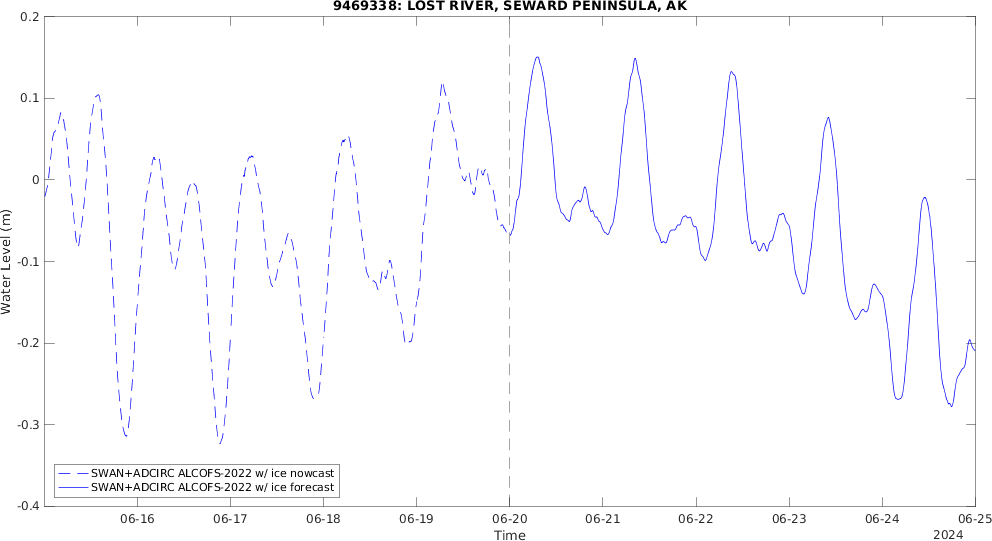 9469338: LOST RIVER, SEWARD PENINSULA, AK
0.2
0.1
0
-0.1
-0.2
-0.3
-0.4
Water Level (m)
SWAN+ADCIRC ALCOFS-2022 w/ ice nowcast
SWAN+ADCIRC ALCOFS-2022 w/ ice forecast
06-16 06-17 06-18 06-19 06-20 06-21 06-22 06-23 06-24 06-25
Time
2024